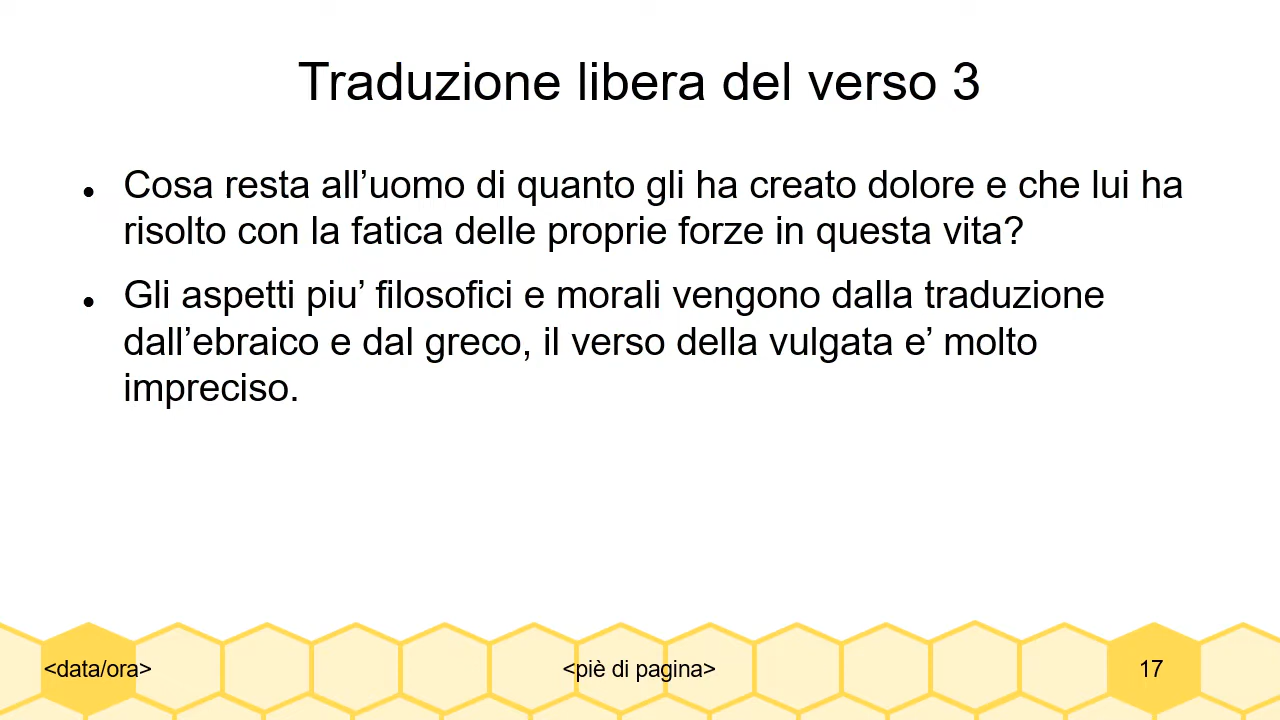 Traduzione libera del verso 3
● Cosa resta all’uomo di quanto gli ha creato dolore e che lui ha
risolto con la fatica delle proprie forze in questa vita?
● Gli aspetti piu’ filosofici e morali vengono dalla traduzione
dall’ebraico e dal greco, il verso della vulgata e’ molto
impreciso.
<data/ora> <piè di pagina> 17